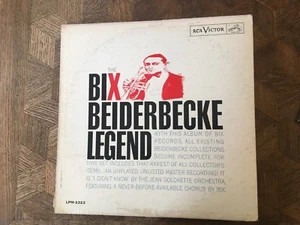 RCA VICTOR
THE
BIX
BEIDERBECKE
LEGEND
WITH THIS ALBUM OF BIX
RECORDS, ALL EXISTING
BEIDERBECKE COLLECTIONS
BECOME INCOMPLETE, FOR
THIS SET INCLUDES THAT RAREST OF ALL COLLECTOR'S
ITEMS... AN UNPLAYED, UNLISTED MASTER RECORDING! IT
IS "I DIDN'T KNOW," BY THE JEAN GOLDKETTE ORCHESTRA,
FEATURING A NEVER-BEFORE-AVAILABLE CHORUS BY BIX
LPM-2323